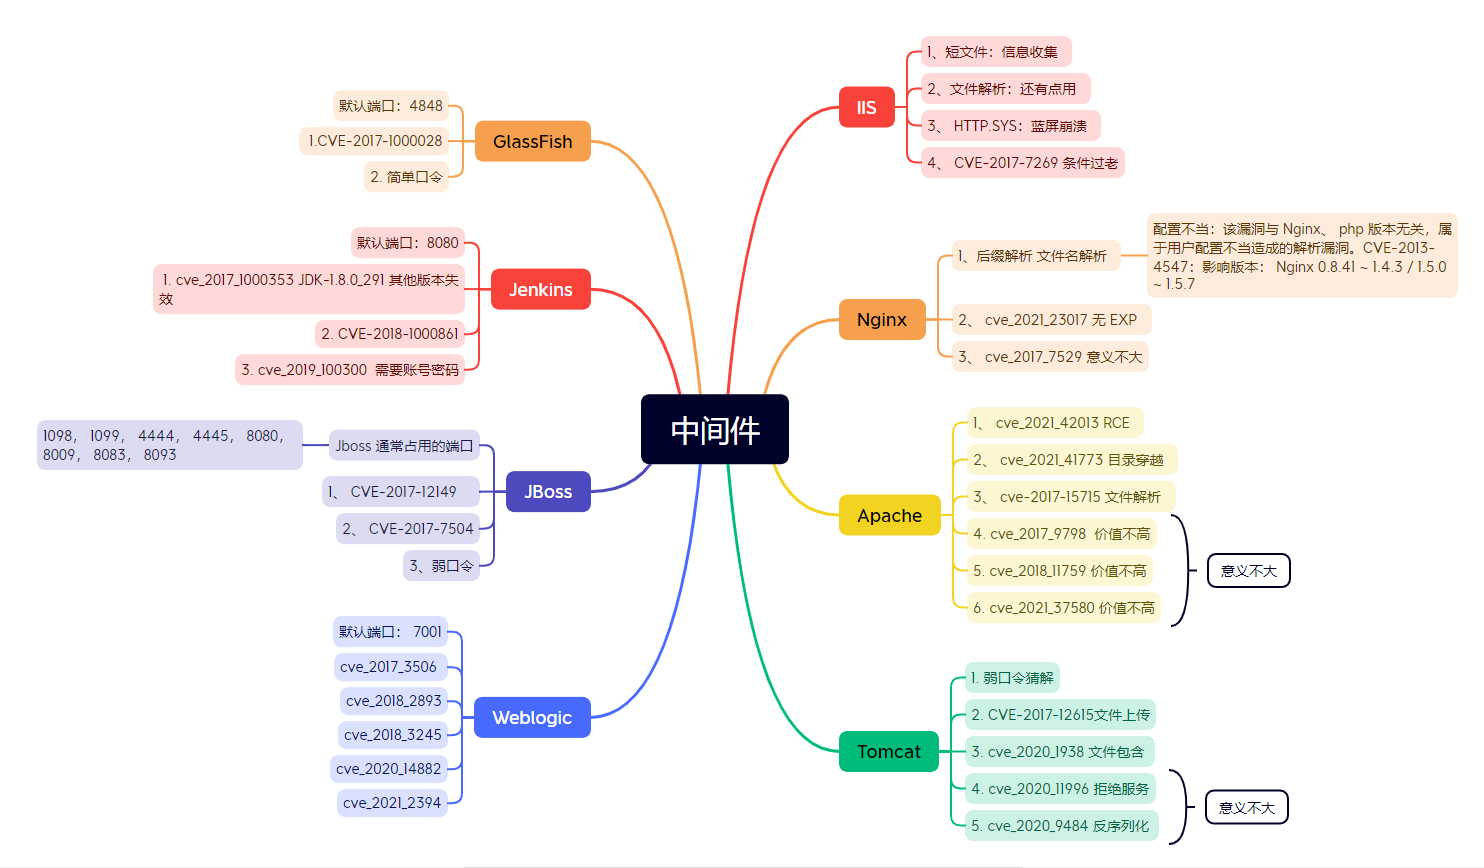 中间件
IIS
1、短文件：信息收集
2、文件解析：还有点用
3、 HTTP.SYS：蓝屏崩溃
4、 CVE-2017-7269 条件过老
Nginx
1、后缀解析 文件名解析
配置不当：该漏洞与 Nginx、 php 版本无关，属
于用户配置不当造成的解析漏洞。CVE-2013-
4547：影响版本： Nginx 0.8.41 ~ 1.4.3 / 1.5.0
~ 1.5.7
2、 cve_2021_23017 无 EXP
3、 cve_2017_7529 意义不大
Apache
1、 cve_2021_42013 RCE
2、 cve_2021_41773 目录穿越
3、 cve-2017-15715 文件解析
4. cve_2017_9798  价值不高
5. cve_2018_11759 价值不高
6. cve_2021_37580 价值不高
意义不大
Tomcat
1. 弱口令猜解
2. CVE-2017-12615文件上传
3. cve_2020_1938 文件包含
4. cve_2020_11996 拒绝服务
5. cve_2020_9484 反序列化
意义不大
GlassFish
默认端口：4848
1.CVE-2017-1000028
2. 简单口令
Jenkins
默认端口：8080
1. cve_2017_1000353 JDK-1.8.0_291 其他版本失
效
2. CVE-2018-1000861
3. cve_2019_100300  需要账号密码
JBoss
Jboss 通常占用的端口
1098， 1099， 4444， 4445， 8080，
8009， 8083， 8093
1、 CVE-2017-12149
2、 CVE-2017-7504
3、弱口令
Weblogic
默认端口： 7001
cve_2017_3506
cve_2018_2893
cve_2018_3245
cve_2020_14882
cve_2021_2394